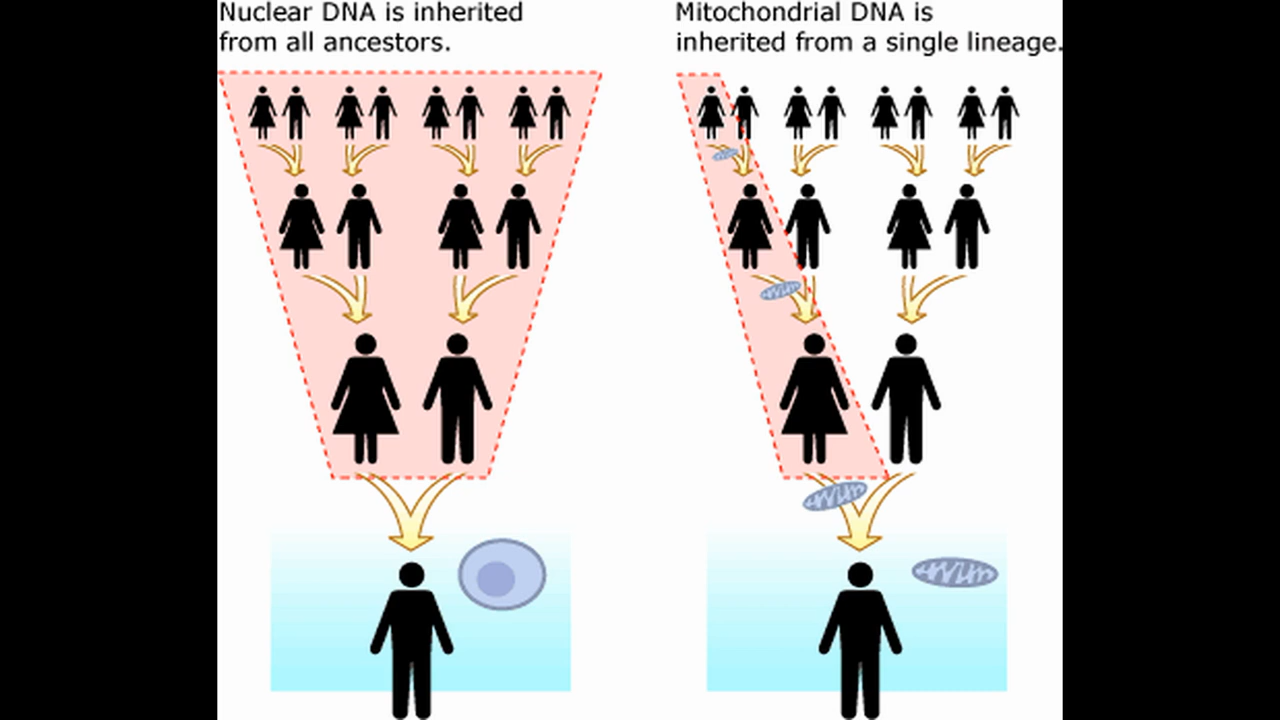 Nuclear DNA is inherited
from all ancestors.
Mitochondrial DNA is
inherited from a single lineage.